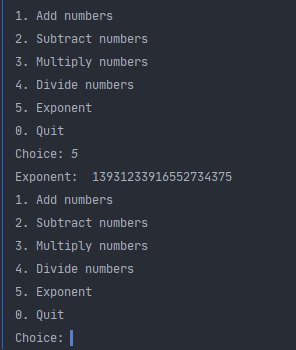 1. Add numbers
2. Subtract numbers
3. Multiply numbers
4. Divide numbers
5. Exponent
0. Quit
Choice: 5
Exponent:  13931233916552734375
1. Add numbers
2. Subtract numbers
3. Multiply numbers
4. Divide numbers
5. Exponent
0. Quit
Choice: